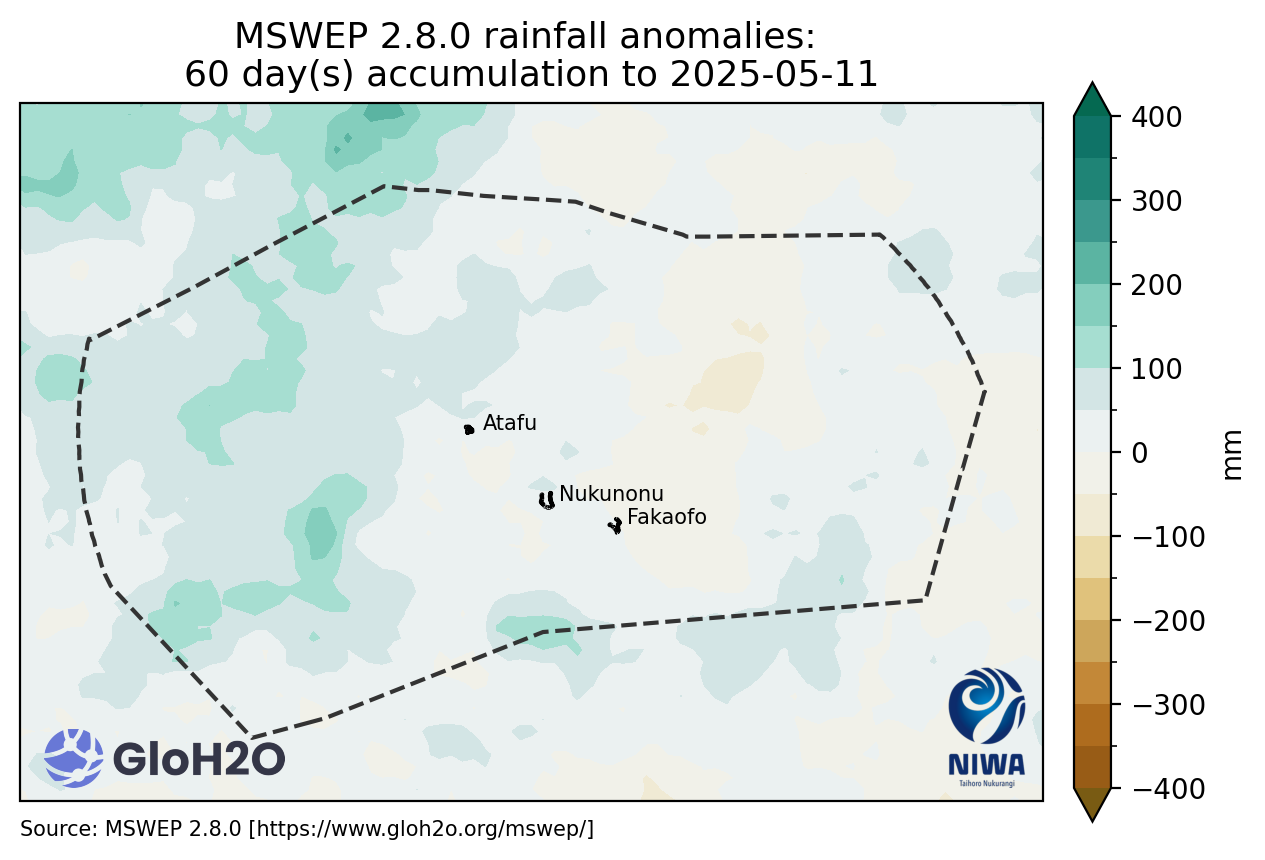 MSWEP 2.8.0 rainfall anomalies:
60 day(s) accumulation to 2025-05-11
400
300
200
100
0
−100
−200
−300
−400
mm
Atafu
Nukunonu
Fakaofo
GloH2O
NIWA
Taihoro Nukurangi
Source: MSWEP 2.8.0 [https://www.gloh2o.org/mswep/]